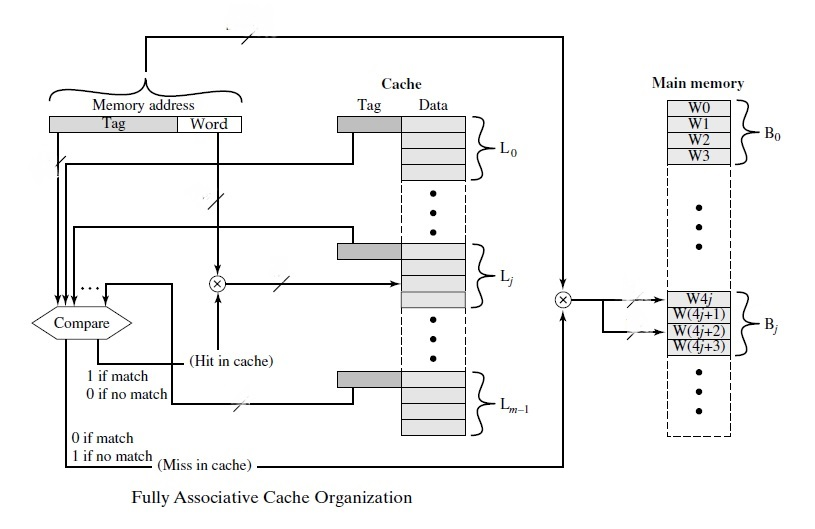 Cache
Main memory
Memory address
Tag
Data
Tag
Word
W0
W1
W2
W3
B0
L0
Lj
W4j
W(4j+1)
W(4j+2)
W(4j+3)
Bj
...
Compare
(Hit in cache)
1 if match
0 if no match
Lm–1
0 if match
1 if no match
(Miss in cache)
Fully Associative Cache Organization